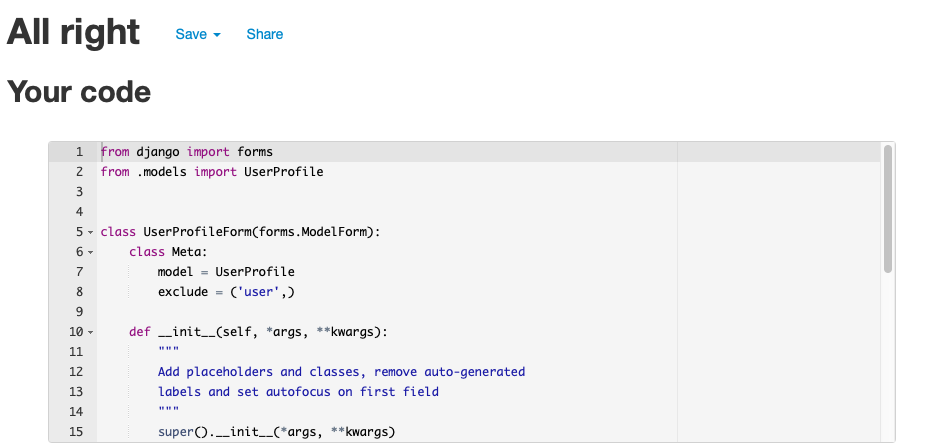 All right Save Share
Your code
1 from django import forms
2 from .models import UserProfile
3
4
5 class UserProfileForm(forms.ModelForm):
6     class Meta:
7         model = UserProfile
8         exclude = ('user',)
9
10     def __init__(self, *args, **kwargs):
11         """
12         Add placeholders and classes, remove auto-generated
13         labels and set autofocus on first field
14         """
15         super().__init__(*args, **kwargs)